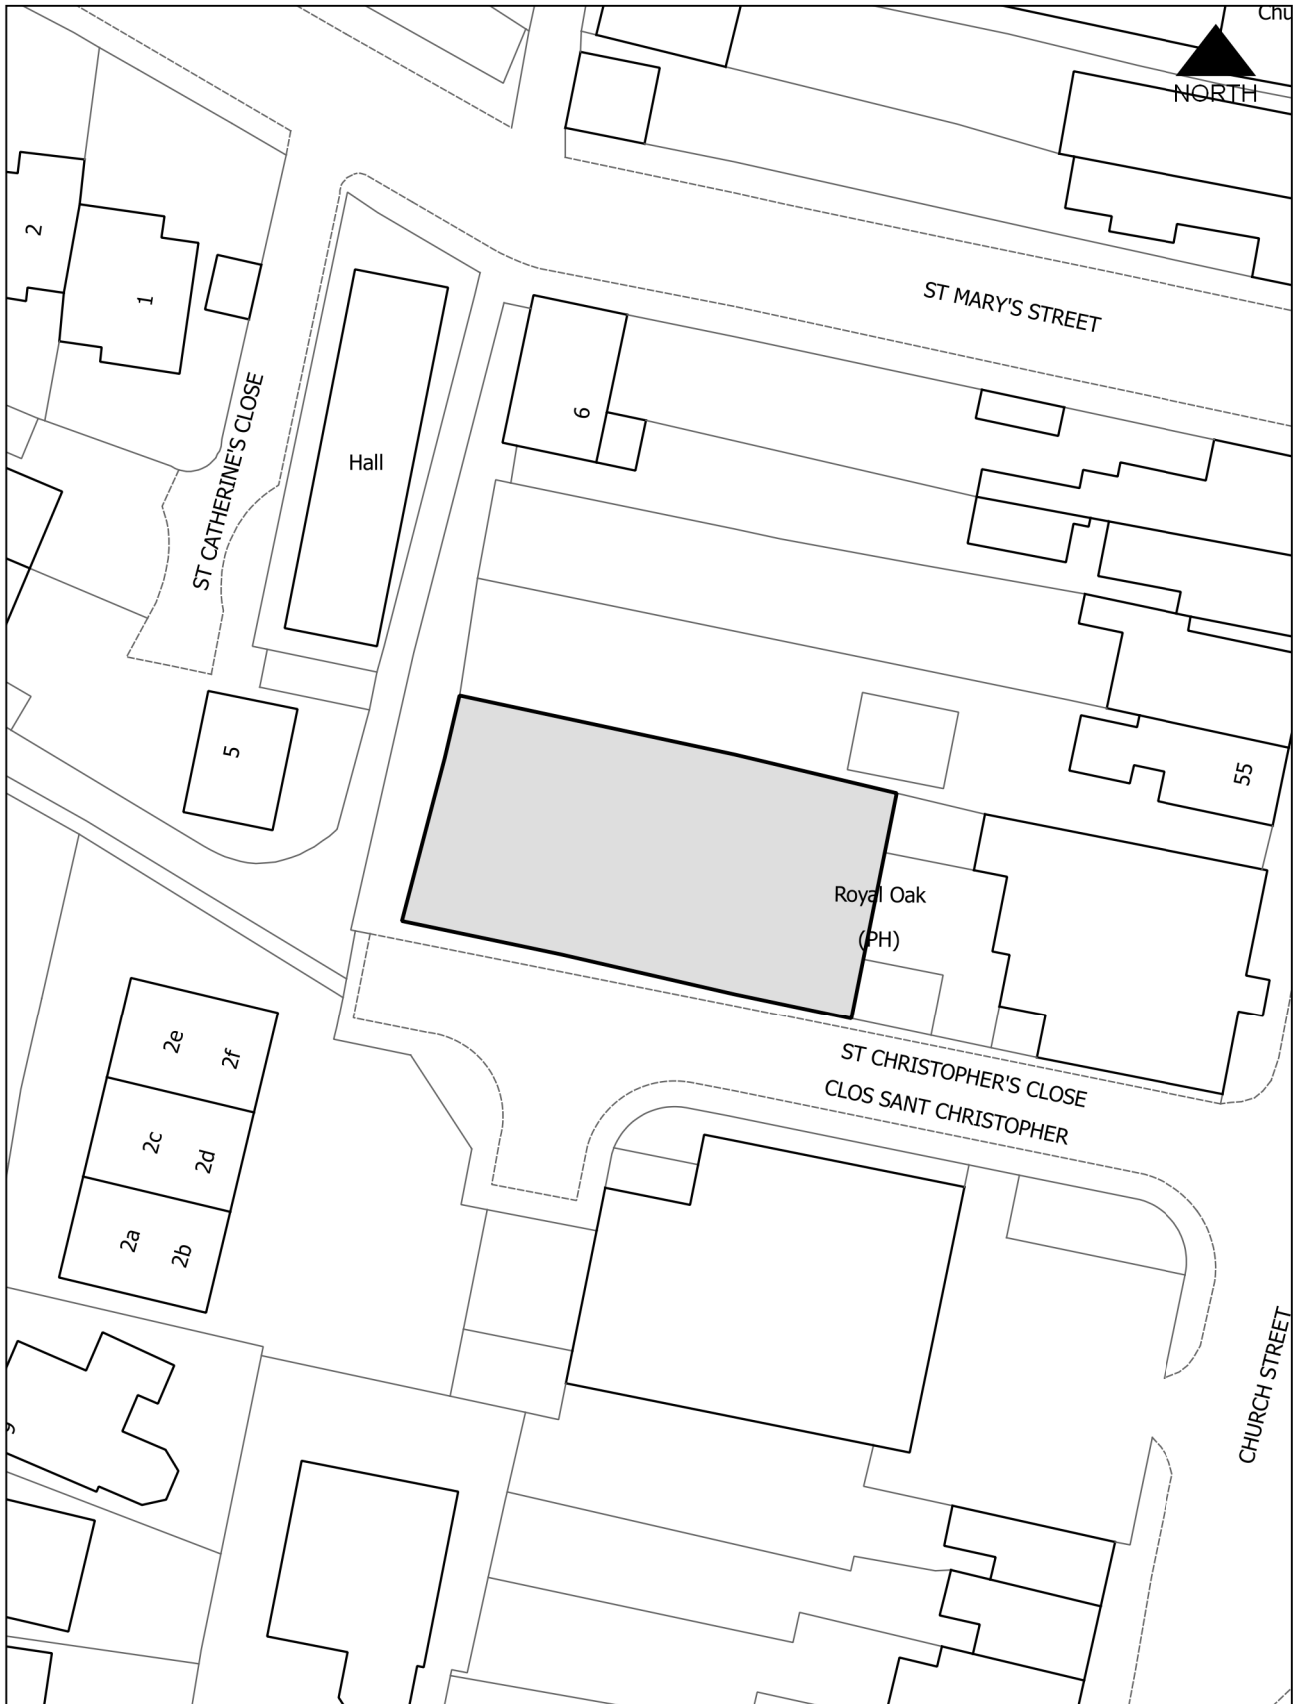 Chu
NORTH
2
1
ST MARY'S STREET
ST CATHERINE'S CLOSE
6
Hall
5
55
Royal Oak
(PH)
2e
2f
ST CHRISTOPHER'S CLOSE
CLOS SANT CHRISTOPHER
2c
2d
2a
2b
CHURCH STREET